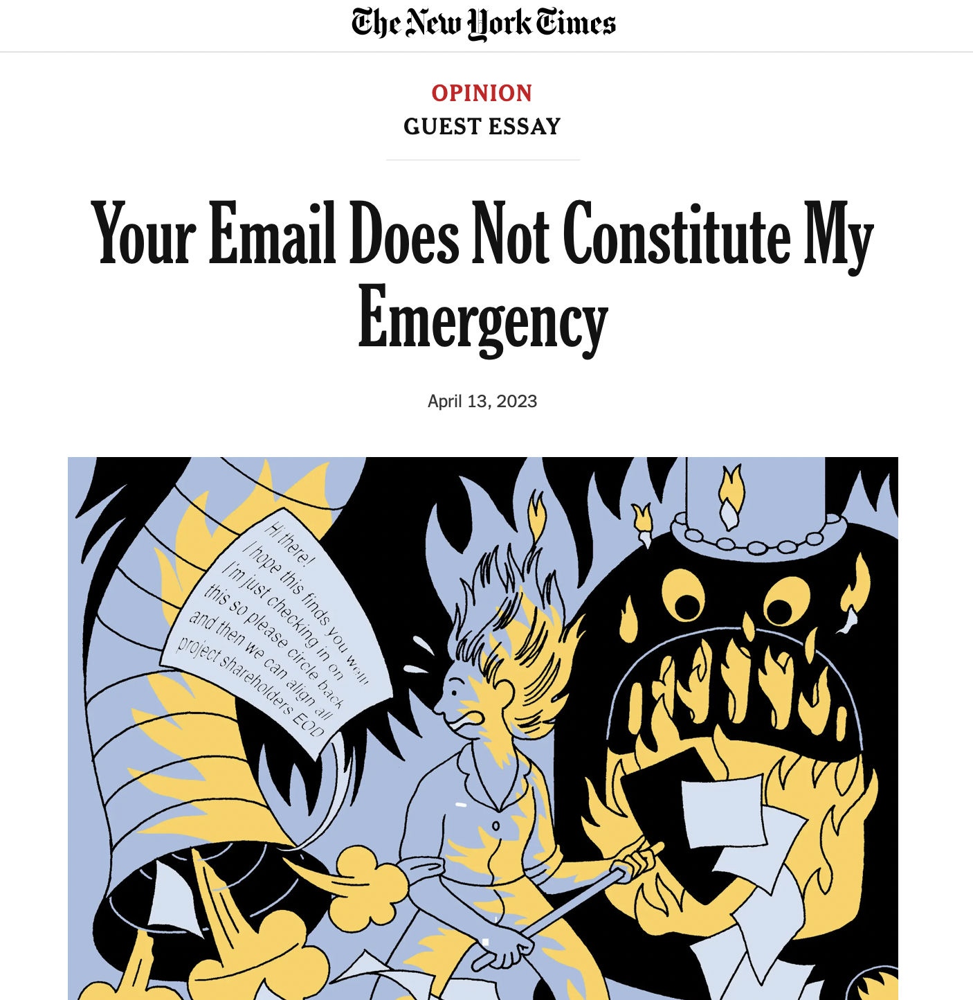 The New York Times
OPINION
GUEST ESSAY
Your Email Does Not Constitute My
Emergency
April 13, 2023
Hi there!
I hope this finds you well!
I'm just checking in on
this so please circle back
and then we can align all
project shareholders EOD